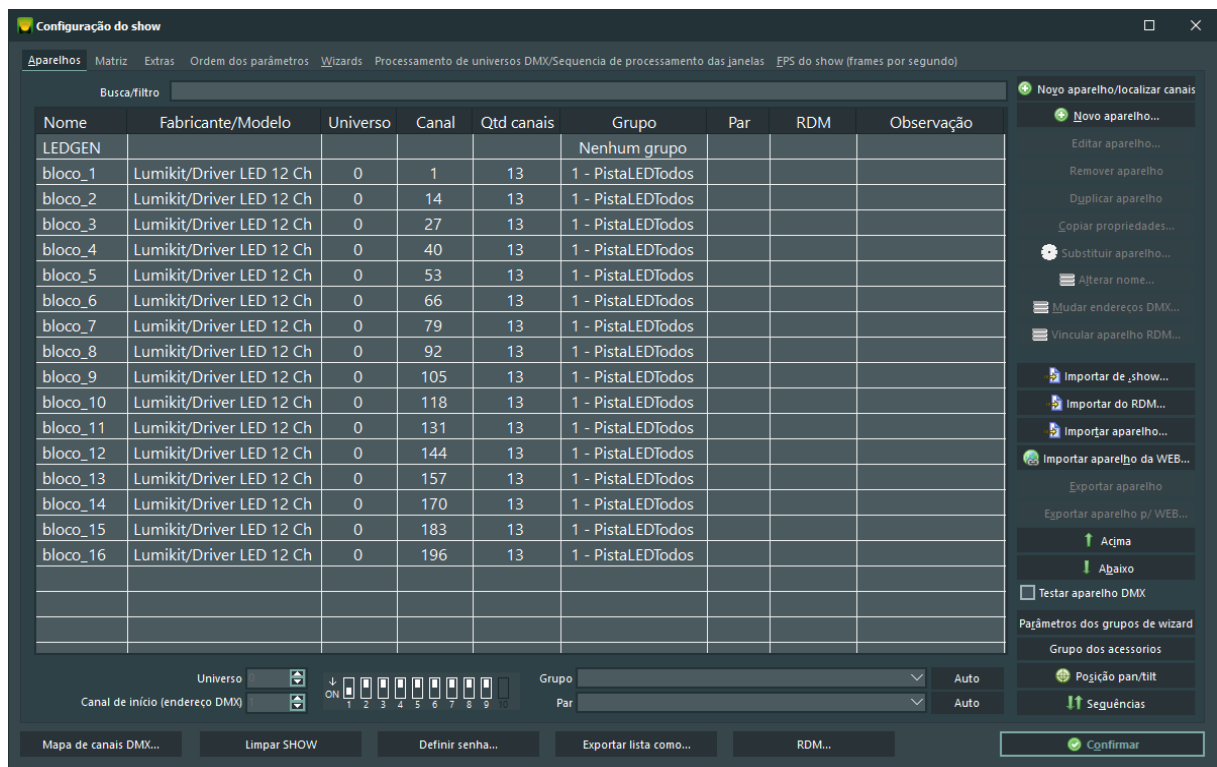 Configuração do show
Aparelhos Matriz Extras Ordem dos parâmetros Wizards Processamento de universos DMX/Sequencia de processamento das janelas FPS do show (frames por segundo)
Busca/filtro
Nome Fabricante/Modelo Universo Canal Qtd canais Grupo Par RDM Observação
LEDGEN Nenhum grupo
bloco_1 Lumikit/Driver LED 12 Ch 0 1 13 1 - PistaLEDTodos
bloco_2 Lumikit/Driver LED 12 Ch 0 14 13 1 - PistaLEDTodos
bloco_3 Lumikit/Driver LED 12 Ch 0 27 13 1 - PistaLEDTodos
bloco_4 Lumikit/Driver LED 12 Ch 0 40 13 1 - PistaLEDTodos
bloco_5 Lumikit/Driver LED 12 Ch 0 53 13 1 - PistaLEDTodos
bloco_6 Lumikit/Driver LED 12 Ch 0 66 13 1 - PistaLEDTodos
bloco_7 Lumikit/Driver LED 12 Ch 0 79 13 1 - PistaLEDTodos
bloco_8 Lumikit/Driver LED 12 Ch 0 92 13 1 - PistaLEDTodos
bloco_9 Lumikit/Driver LED 12 Ch 0 105 13 1 - PistaLEDTodos
bloco_10 Lumikit/Driver LED 12 Ch 0 118 13 1 - PistaLEDTodos
bloco_11 Lumikit/Driver LED 12 Ch 0 131 13 1 - PistaLEDTodos
bloco_12 Lumikit/Driver LED 12 Ch 0 144 13 1 - PistaLEDTodos
bloco_13 Lumikit/Driver LED 12 Ch 0 157 13 1 - PistaLEDTodos
bloco_14 Lumikit/Driver LED 12 Ch 0 170 13 1 - PistaLEDTodos
bloco_15 Lumikit/Driver LED 12 Ch 0 183 13 1 - PistaLEDTodos
bloco_16 Lumikit/Driver LED 12 Ch 0 196 13 1 - PistaLEDTodos
Novo aparelho/localizar canais
Novo aparelho...
Editar aparelho...
Remover aparelho
Duplicar aparelho
Copiar propriedades...
Substituir aparelho...
Alterar nome...
Mudar endereços DMX...
Vincular aparelho RDM...
Importar de .show...
Importar do RDM...
Importar aparelho...
Importar aparelho da WEB...
Exportar aparelho
Exportar aparelho p/ WEB...
Acima
Abaixo
Testar aparelho DMX
Parâmetros dos grupos de wizard
Grupo dos acessorios
Posição pan/tilt
Sequências
Universo 0
Canal de início (endereço DMX) 1
ON 1 2 3 4 5 6 7 8 9 10
Grupo Auto
Par Auto
Mapa de canais DMX... Limpar SHOW Definir senha... Exportar lista como... RDM... Confirmar